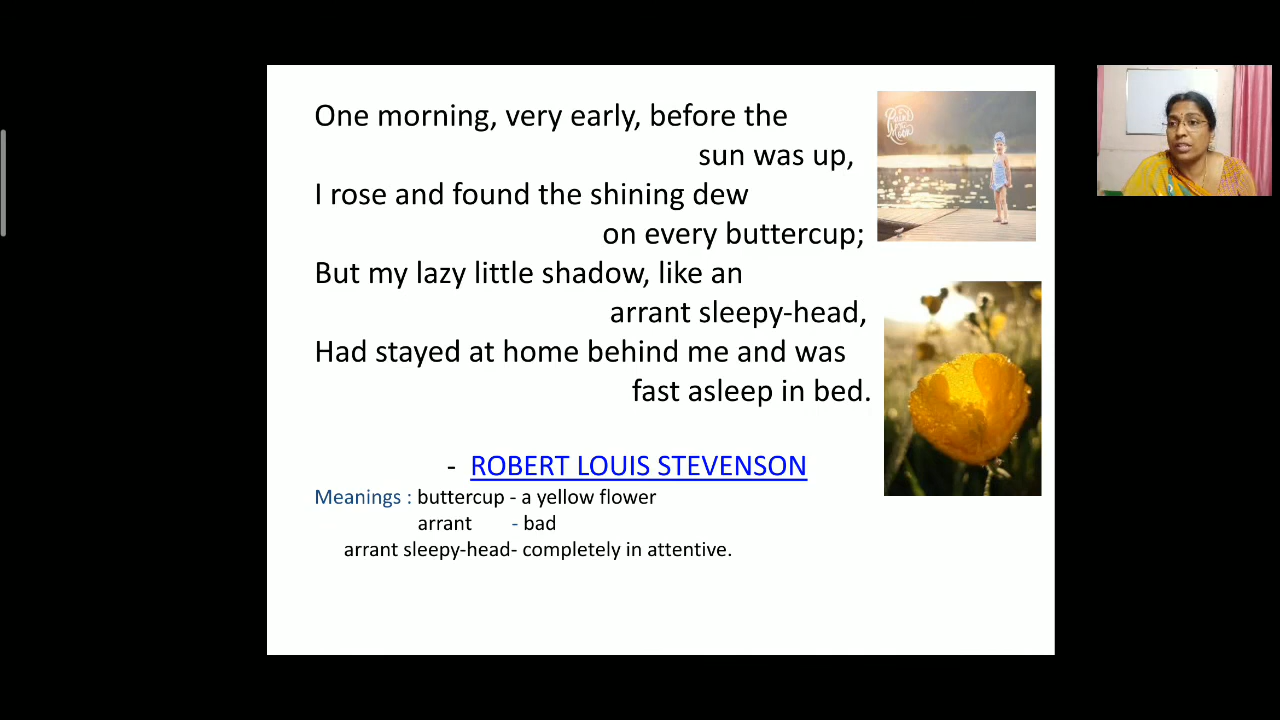 One morning, very early, before the
sun was up,
I rose and found the shining dew
on every buttercup;
But my lazy little shadow, like an
arrant sleepy-head,
Had stayed at home behind me and was
fast asleep in bed.
- ROBERT LOUIS STEVENSON
Meanings : buttercup - a yellow flower
arrant - bad
arrant sleepy-head- completely in attentive.